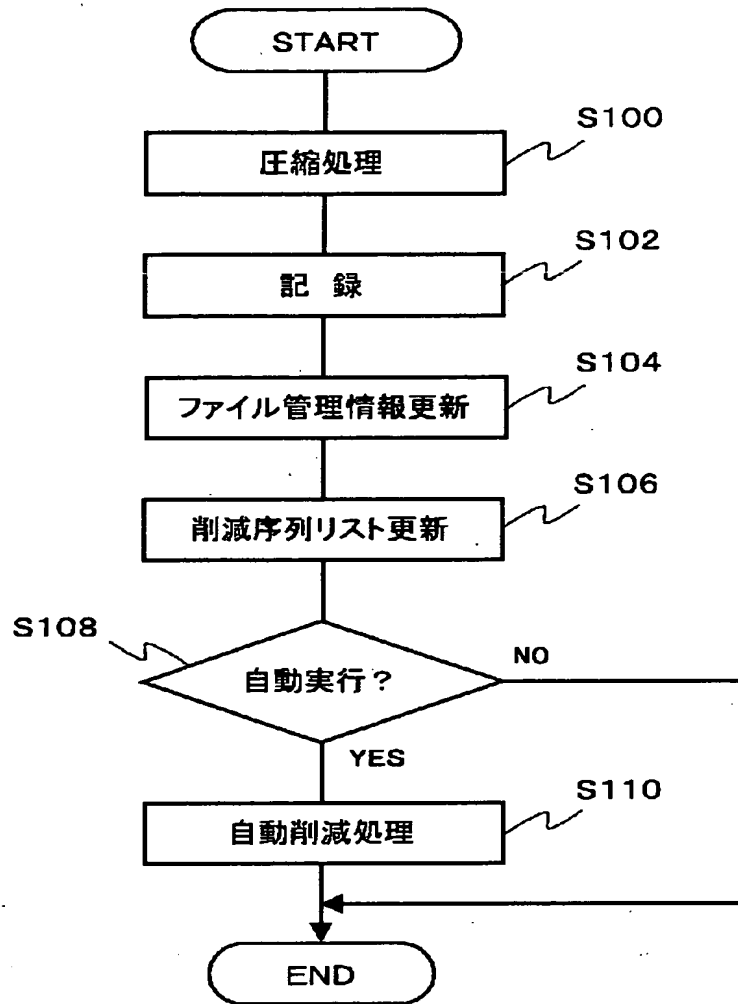 START
S100
圧縮処理
S102
記 録
S104
ファイル管理情報更新
S106
削減序列リスト更新
S108
自動実行？
NO
YES
S110
自動削減処理
END